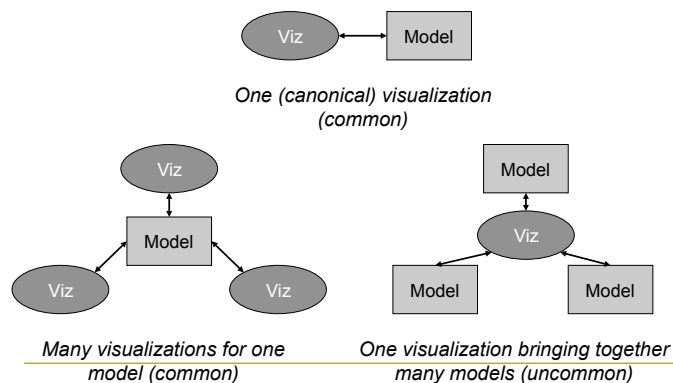 Viz
Model
One (canonical) visualization
(common)
Viz
Model
Viz
Viz
Many visualizations for one
model (common)
Model
Viz
Model
Model
One visualization bringing together
many models (uncommon)